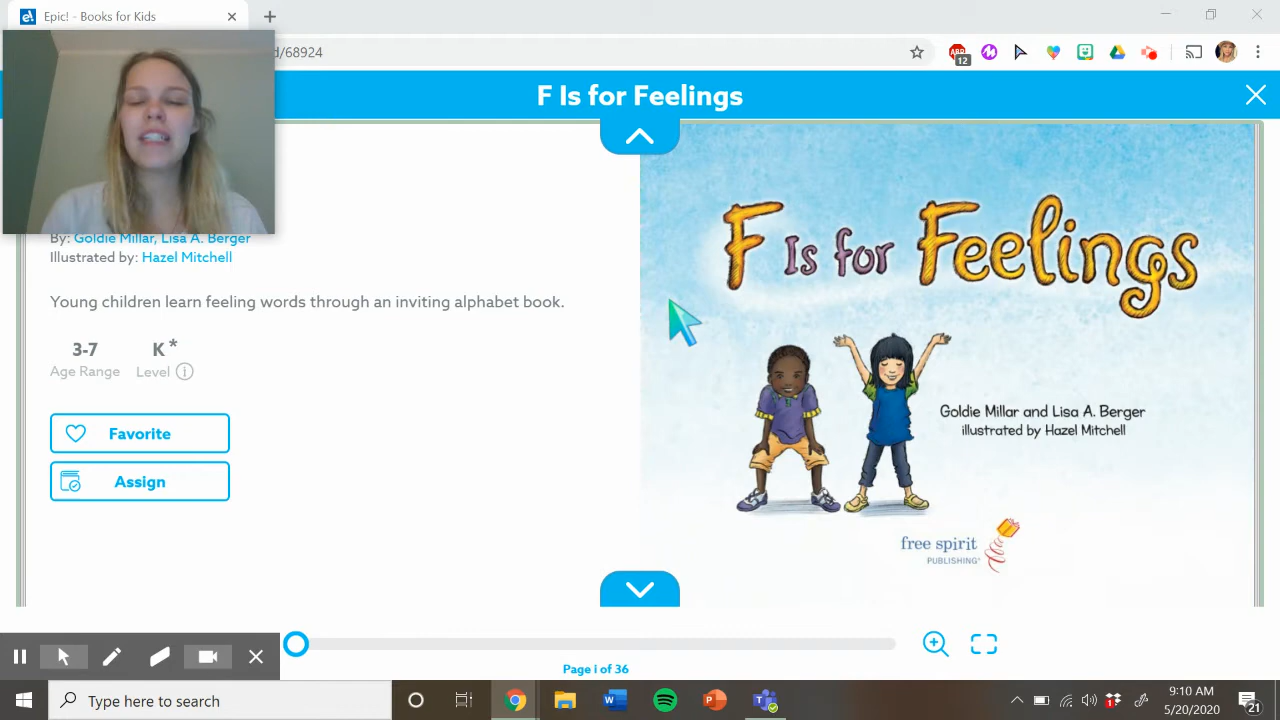 Epic! - Books for Kids
d/68924
ABP
12
F Is for Feelings
By: Goldie Millar, Lisa A. Berger
Illustrated by: Hazel Mitchell
Young children learn feeling words through an inviting alphabet book.
3-7
K *
Age Range
Level
Favorite
Assign
F Is for Feelings
Goldie Millar and Lisa A. Berger
illustrated by Hazel Mitchell
free spirit
PUBLISHING®
Page i of 36
Type here to search
9:10 AM
5/20/2020
21